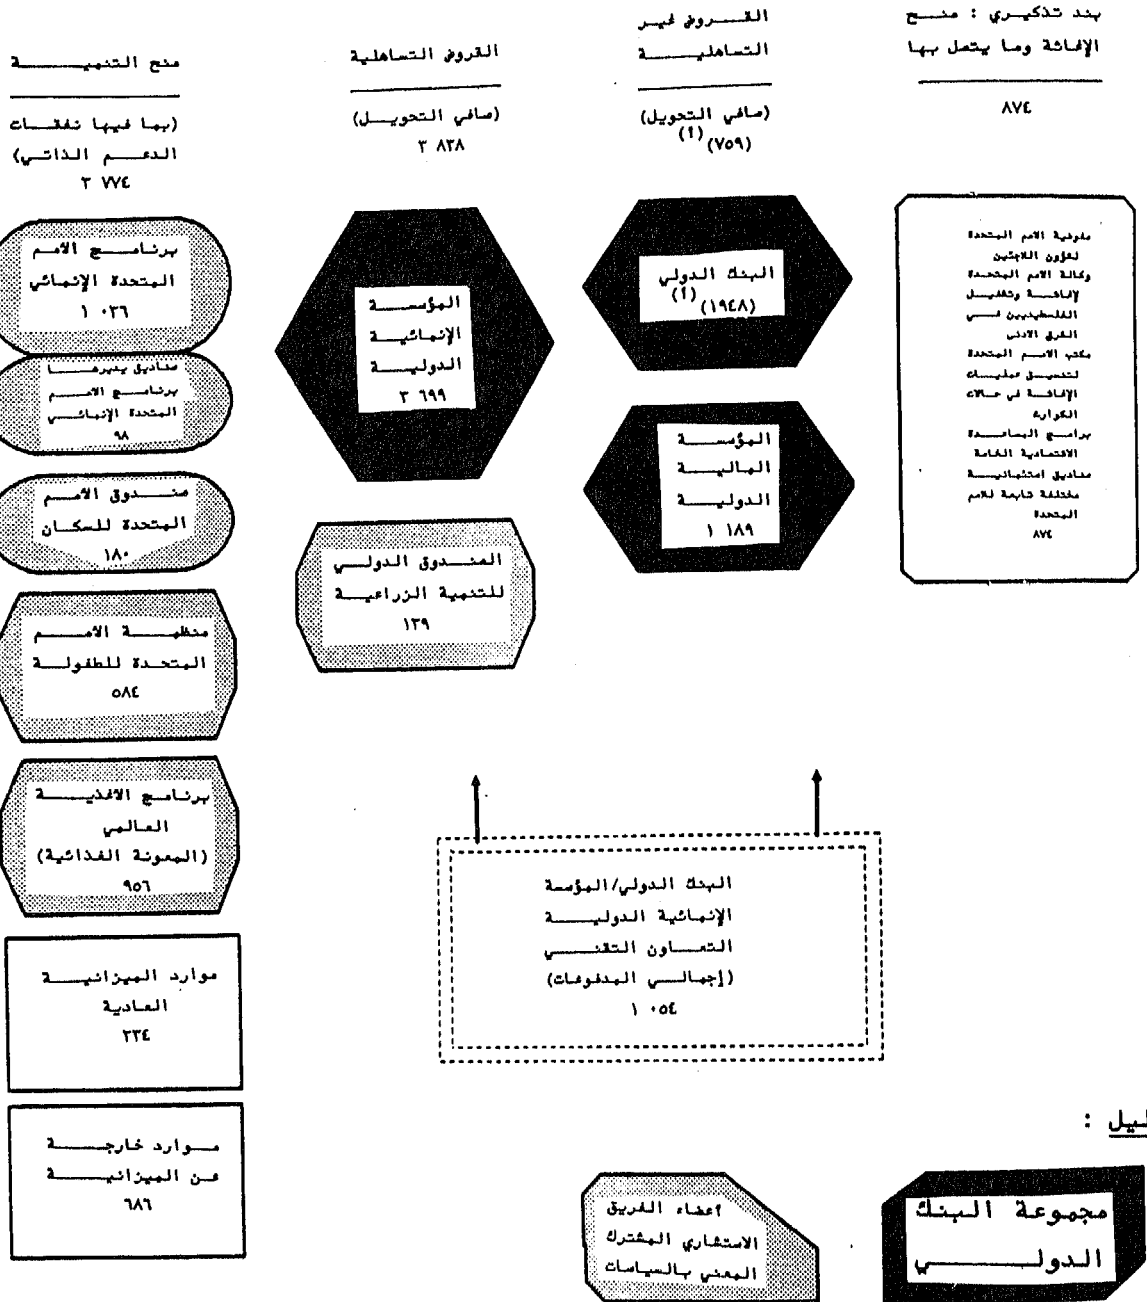 بند تذكيري : منح
الإغاثة وما يتصل بها
٨٧٤
مفوضية الامم المتحدة
لشؤون اللاجئين
وكالة الامم المتحدة
لإغاثة وتشغيل
الفلسطينيين في
الشرق الادنى
مكتب الامم المتحدة
لتنسيق عمليات
الإغاثة في حالات
الكوارث
برامج المساعدة
الاقتصادية الخاصة
صناديق استئمانية
مختلفة تابعة للامم
المتحدة
٨٧٤
القروض غير
التساهلية
(صافي التحويل)
(٧٥٩)(أ)
البنك الدولي
(١٩٤٨)(أ)
المؤسسة
المالية
الدولية
١ ١٨٩
القروض التساهلية
(صافي التحويل)
٣ ٨٣٨
المؤسسة
الإنمائية
الدولية
٣ ٦٩٩
الصندوق الدولي
للتنمية الزراعية
١٣٩
البنك الدولي/المؤسسة
الإنمائية الدولية
التعاون التقني
(إجمالي المدفوعات)
١ ٠٥٤
منح التنمية
(بما فيها نفقات
الدعم الذاتي)
٣ ٧٧٤
برنامج الامم
المتحدة الإنمائي
١ ٠٣٦
صناديق يديرها
برنامج الامم
المتحدة الإنمائي
٩٨
صندوق الامم
المتحدة للسكان
١٨٠
منظمة الامم
المتحدة للطفولة
٥٨٤
برنامج الاغذية
العالمي
(المعونة الغذائية)
٩٥٦
موارد الميزانية
العادية
٢٣٤
موارد خارجة
عن الميزانية
٦٨٦
ليل :
مجموعة البنك
الدولي
أعضاء الفريق
الاستشاري المشترك
المعني بالسياسات